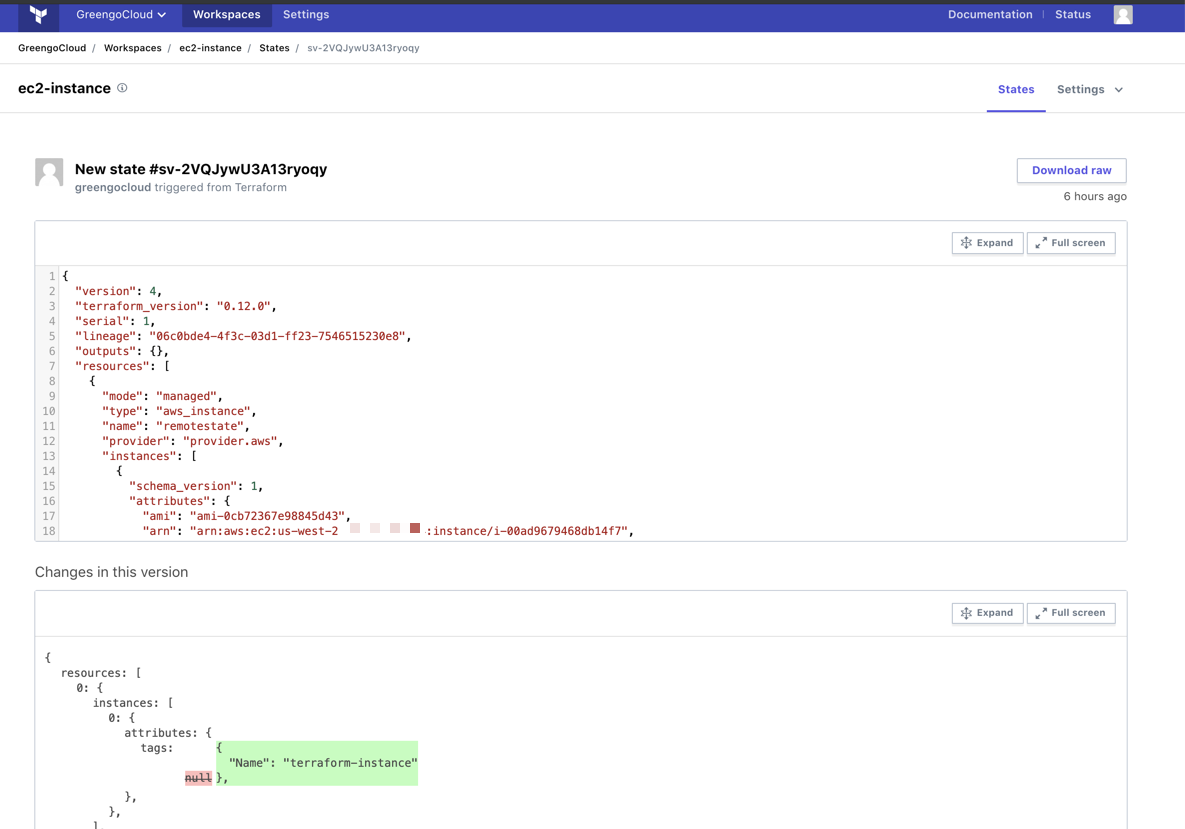 GreengoCloud Workspaces Settings Documentation Status
GreengoCloud / Workspaces / ec2-instance / States / sv-2VQJywU3A13ryoqy
ec2-instance States Settings
New state #sv-2VQJywU3A13ryoqy
greengocloud triggered from Terraform
Download raw
6 hours ago
Expand Full screen
1 {
2 "version": 4,
3 "terraform_version": "0.12.0",
4 "serial": 1,
5 "lineage": "06c0bde4-4f3c-03d1-ff23-7546515230e8",
6 "outputs": {},
7 "resources": [
8 {
9 "mode": "managed",
10 "type": "aws_instance",
11 "name": "remotestate",
12 "provider": "provider.aws",
13 "instances": [
14 {
15 "schema_version": 1,
16 "attributes": {
17 "ami": "ami-0cb72367e98845d43",
18 "arn": "arn:aws:ec2:us-west-2 :instance/i-00ad9679468db14f7",
Changes in this version
Expand Full screen
{
resources: [
0: {
instances: [
0: {
attributes: {
tags: {
"Name": "terraform-instance"
null },
},
},
],